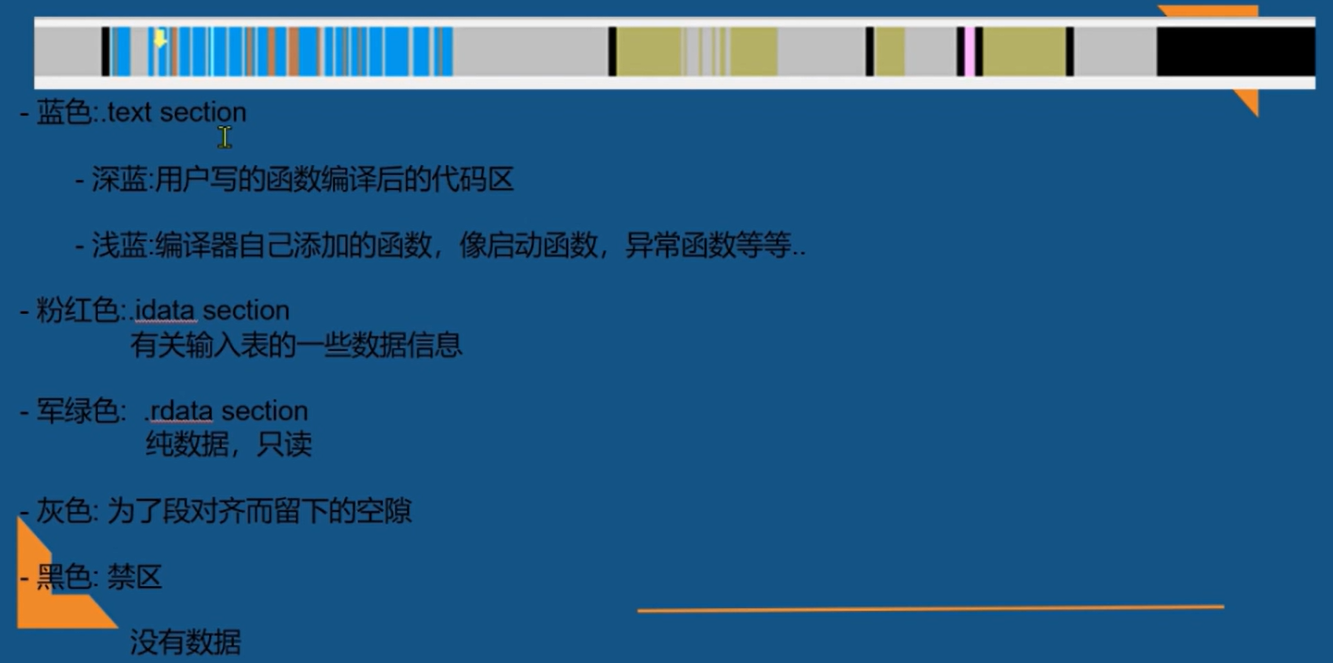 - 蓝色:.text section
- 深蓝:用户写的函数编译后的代码区
- 浅蓝:编译器自己添加的函数，像启动函数，异常函数等等..
- 粉红色:.idata section
有关输入表的一些数据信息
- 军绿色: .rdata section
纯数据，只读
- 灰色: 为了段对齐而留下的空隙
- 黑色: 禁区
没有数据